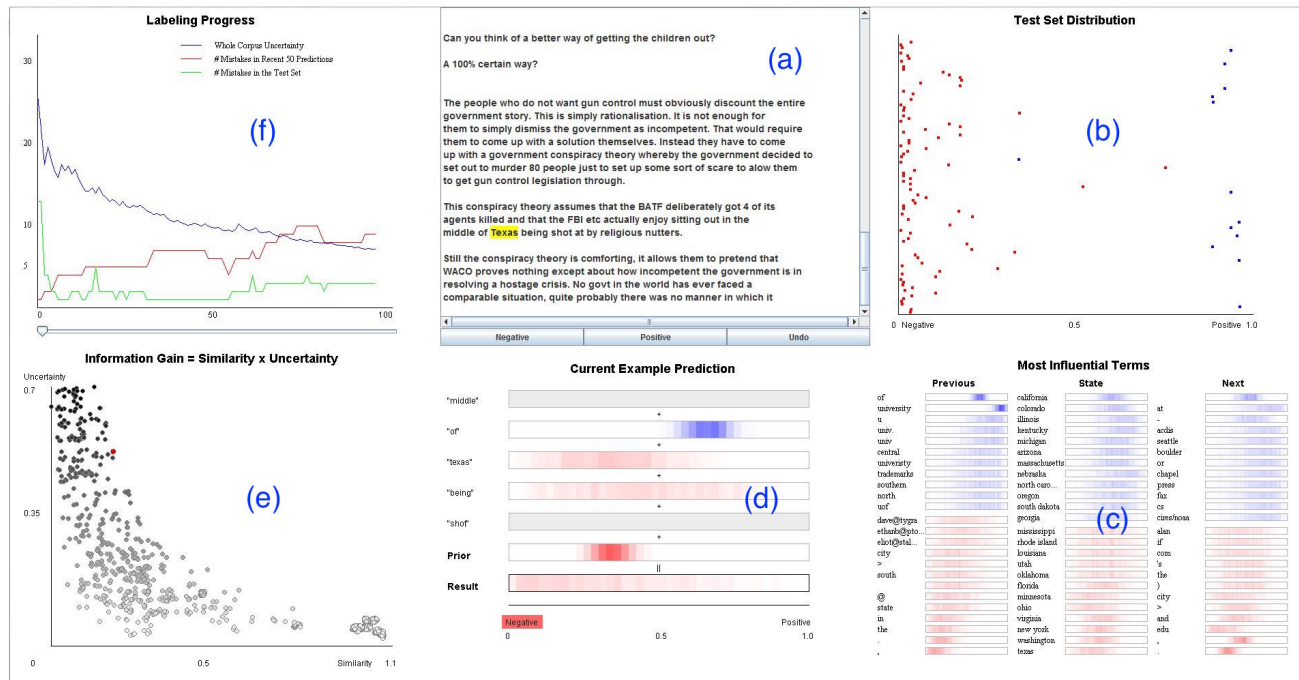 Labeling Progress
Whole Corpus Uncertainty
# Mistakes in Recent 50 Predictions
# Mistakes in the Test Set
30
20
10
5
(f)
0
50
100
Can you think of a better way of getting the children out?
A 100% certain way?
(a)
The people who do not want gun control must obviously discount the entire
government story. This is simply rationalisation. It is not enough for
them to simply dismiss the government as incompetent. That would require
them to come up with a solution themselves. Instead they have to come
up with a government conspiracy theory whereby the government decided to
set out to murder 80 people just to set up some sort of scare to alow them
to get gun control legislation through.
This conspiracy theory assumes that the BATF deliberately got 4 of its
agents killed and that the FBI etc actually enjoy sitting out in the
middle of Texas being shot at by religious nutters.
Still the conspiracy theory is comforting, it allows them to pretend that
WACO proves nothing except about how incompetent the government is in
resolving a hostage crisis. No govt in the world has ever faced a
comparable situation, quite probably there was no manner in which it
Negative Positive Undo
Test Set Distribution
(b)
0 Negative 0.5 Positive 1.0
Information Gain = Similarity x Uncertainty
Uncertainty
0.7
0.35
(e)
0 0.5 Similarity 1.1
Current Example Prediction
"middle"
+
"of"
+
"texas"
+
"being"
+
"shof"
+
Prior
||
Result
(d)
Negative Positive
0 0.5 1.0
Most Influential Terms
Previous State Next
of california
university colorado at
u illinois -
univ. kentucky ardis
univ michigan seattle
central arizona boulder
univeristy massachusetts or
trademarks nebraska chapel
southern north caro... press
north oregon fax
uof south dakota cs
georgia cires/noaa
(c)
dave@tygra mississippi alan
ethanb@pto... rhode island if
eliot@stal... louisiana com
city utah 's
> oklahoma the
south florida )
@ minnesota city
state ohio >
in virginia and
the new york edu
. washington ,
, texas .